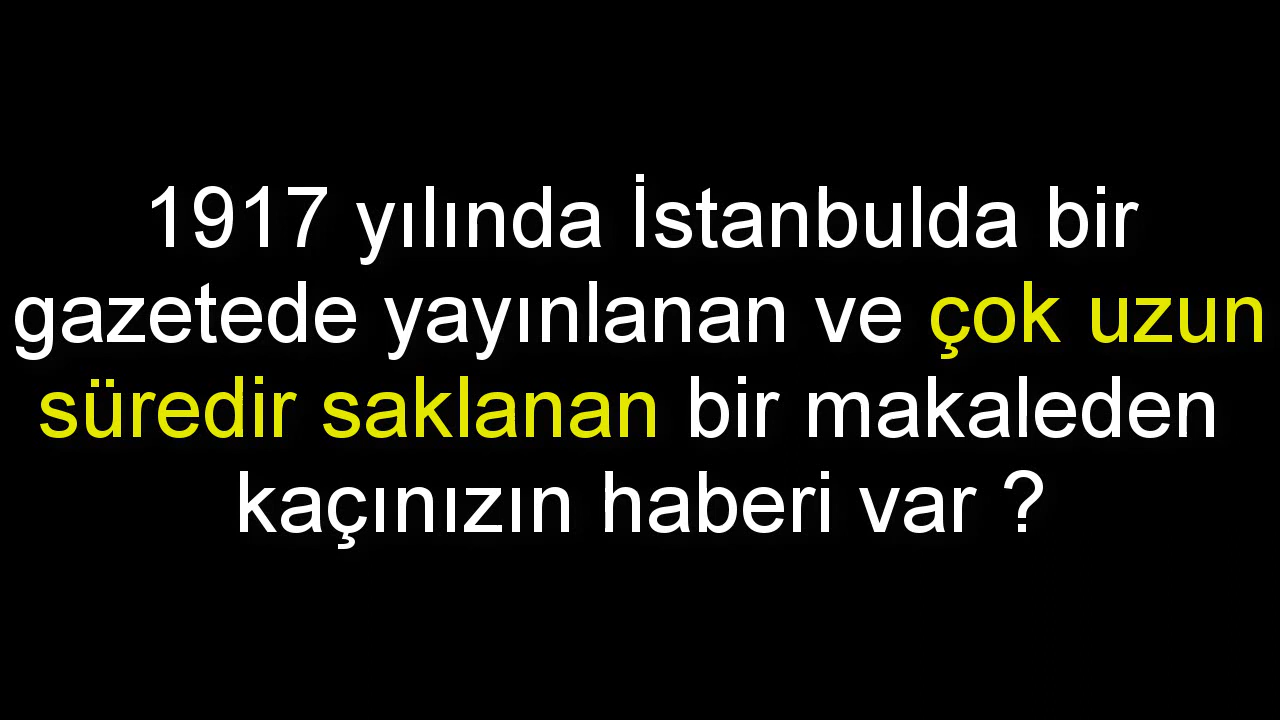 1917 yılında İstanbulda bir
gazetede yayınlanan ve çok uzun
süredir saklanan bir makaleden
kaçınızın haberi var ?